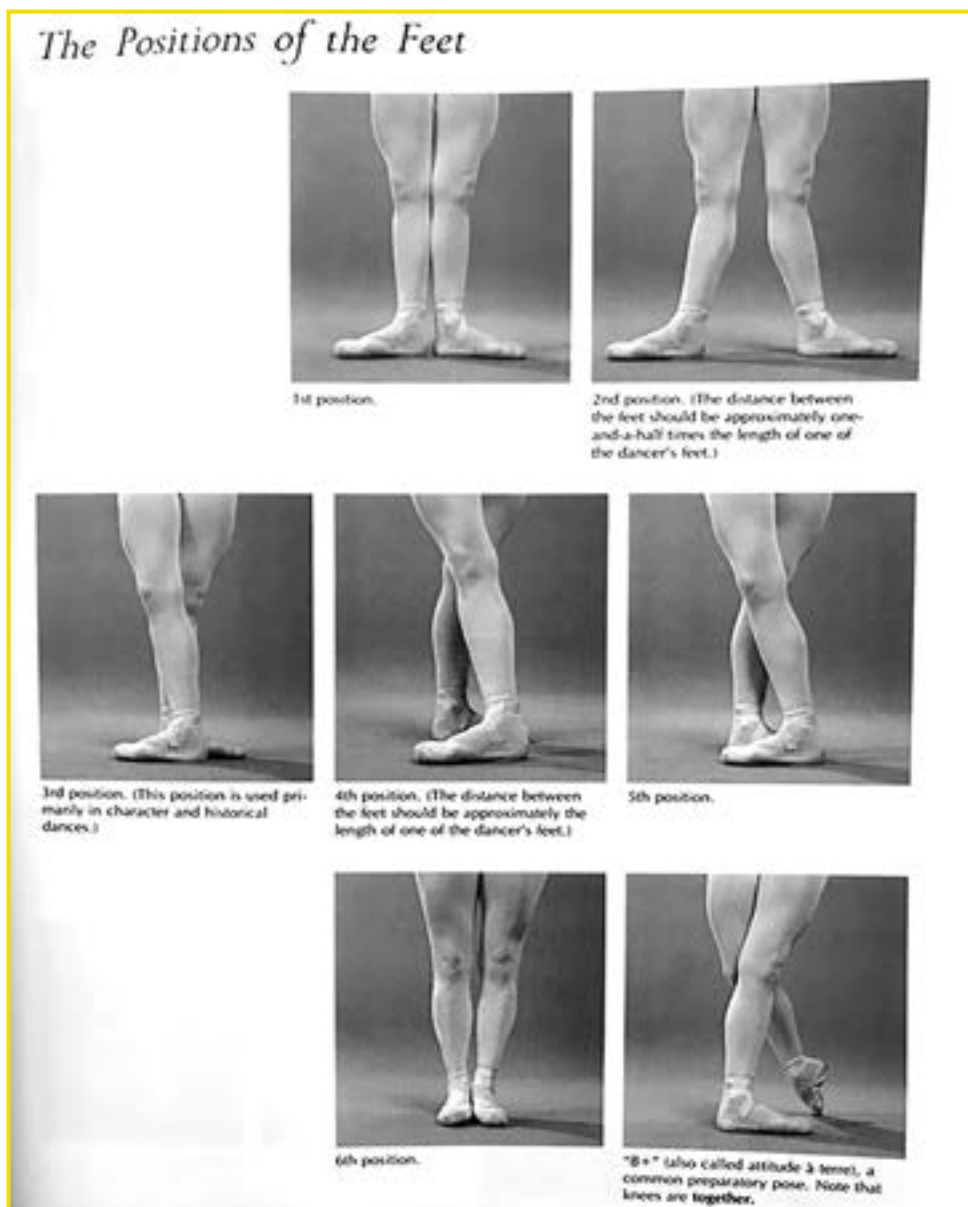 The Positions of the Feet
1st position.
2nd position. (The distance between
the feet should be approximately one-
and-a-half times the length of one of
the dancer's feet.)
3rd position. (This position is used pri-
marily in character and historical
dances.)
4th position. (The distance between
the feet should be approximately the
length of one of the dancer's feet.)
5th position.
6th position.
"B+" (also called attitude à terre), a
common preparatory pose. Note that
knees are together.